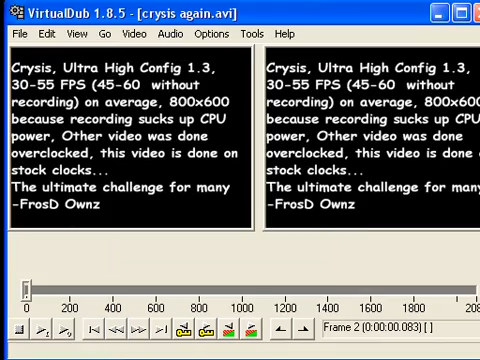 VirtualDub 1.8.5 - [crysis again.avi]
File Edit View Go Video Audio Options Tools Help
Crysis, Ultra High Config 1.3,
30-55 FPS (45-60 without
recording) on average, 800x600
because recording sucks up CPU
power, Other video was done
overclocked, this video is done on
stock clocks...
The ultimate challenge for many
-FrosD Ownz
Crysis, Ultra High Config 1.3,
30-55 FPS (45-60 without
recording) on average, 800x600
because recording sucks up CPU
power, Other video was done
overclocked, this video is done
stock clocks...
The ultimate challenge for many
-FrosD Ownz
0 200 400 600 800 1000 1200 1400 1600 1800 208
Frame 2 (0:00:00.083) [ ]